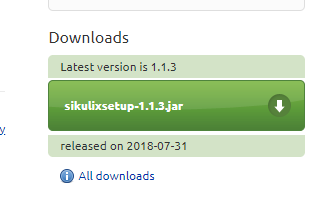 Downloads
Latest version is 1.1.3
sikulixsetup-1.1.3.jar
released on 2018-07-31
y
All downloads